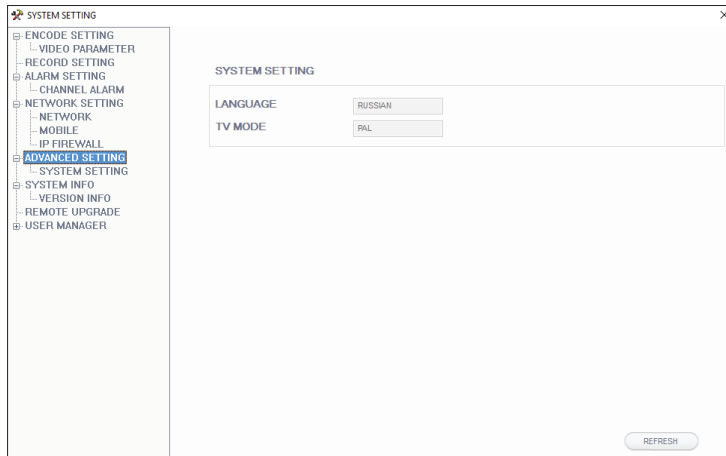 SYSTEM SETTING
ENCODE SETTING
VIDEO PARAMETER
RECORD SETTING
ALARM SETTING
CHANNEL ALARM
NETWORK SETTING
NETWORK
MOBILE
IP FIREWALL
ADVANCED SETTING
SYSTEM SETTING
SYSTEM INFO
VERSION INFO
REMOTE UPGRADE
USER MANAGER
SYSTEM SETTING
LANGUAGE RUSSIAN
TV MODE PAL
REFRESH